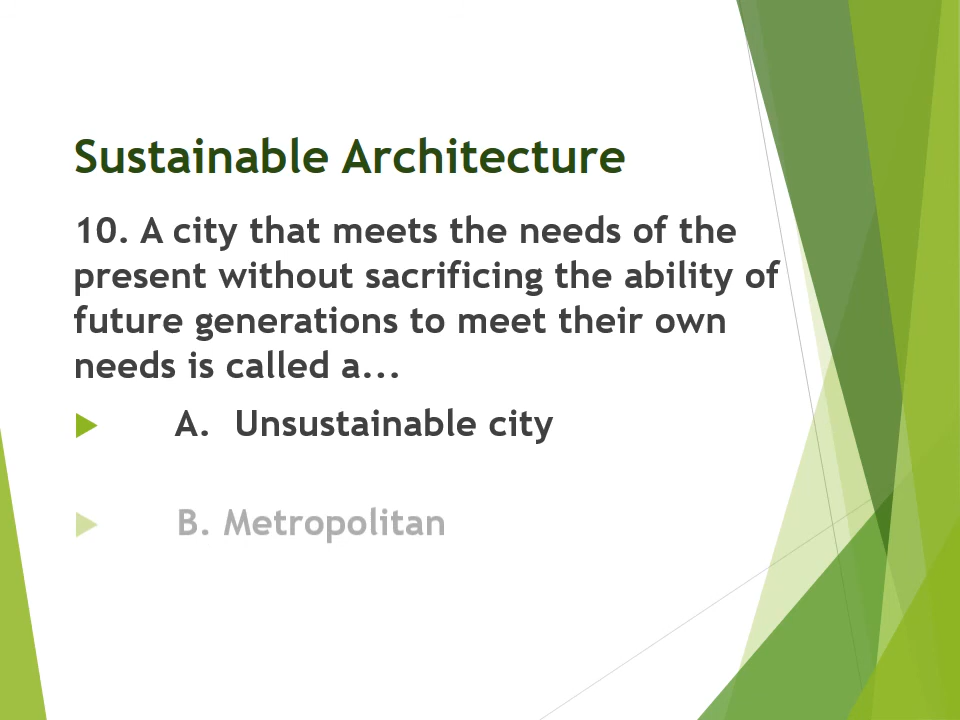 Sustainable Architecture
10. A city that meets the needs of the
present without sacrificing the ability of
future generations to meet their own
needs is called a...
A. Unsustainable city
B. Metropolitan